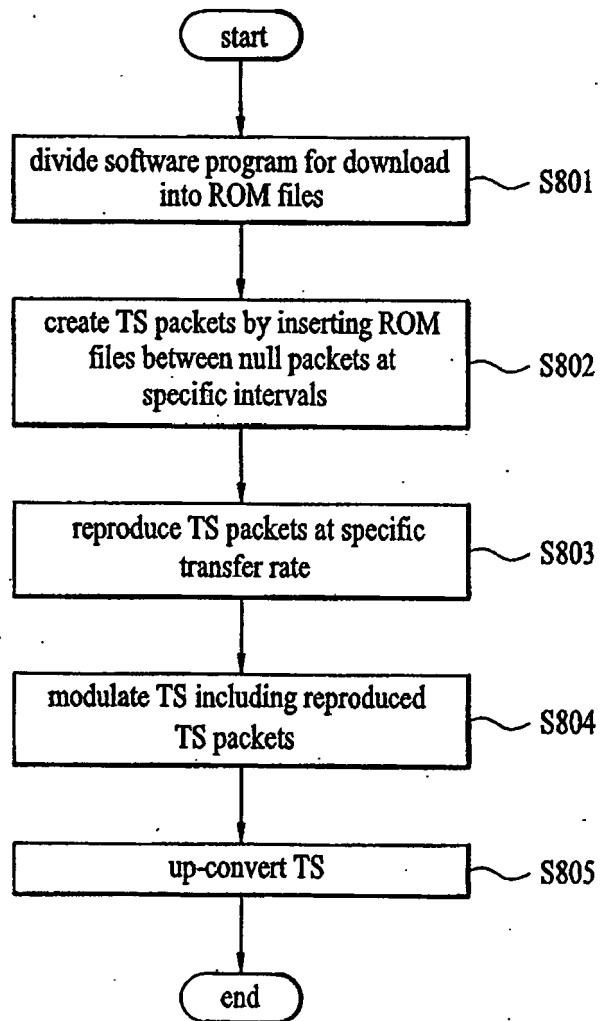 start
divide software program for download
into ROM files
S801
create TS packets by inserting ROM
files between null packets at
specific intervals
S802
reproduce TS packets at specific
transfer rate
S803
modulate TS including reproduced
TS packets
S804
up-convert TS
S805
end